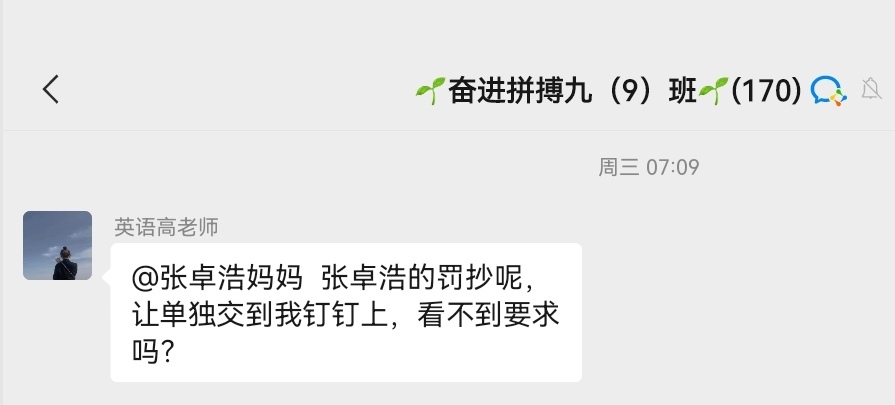 🌱奋进拼搏九（9）班🌱(170)
周三 07:09
英语高老师
@张卓浩妈妈  张卓浩的罚抄呢，
让单独交到我钉钉上，看不到要求
吗？